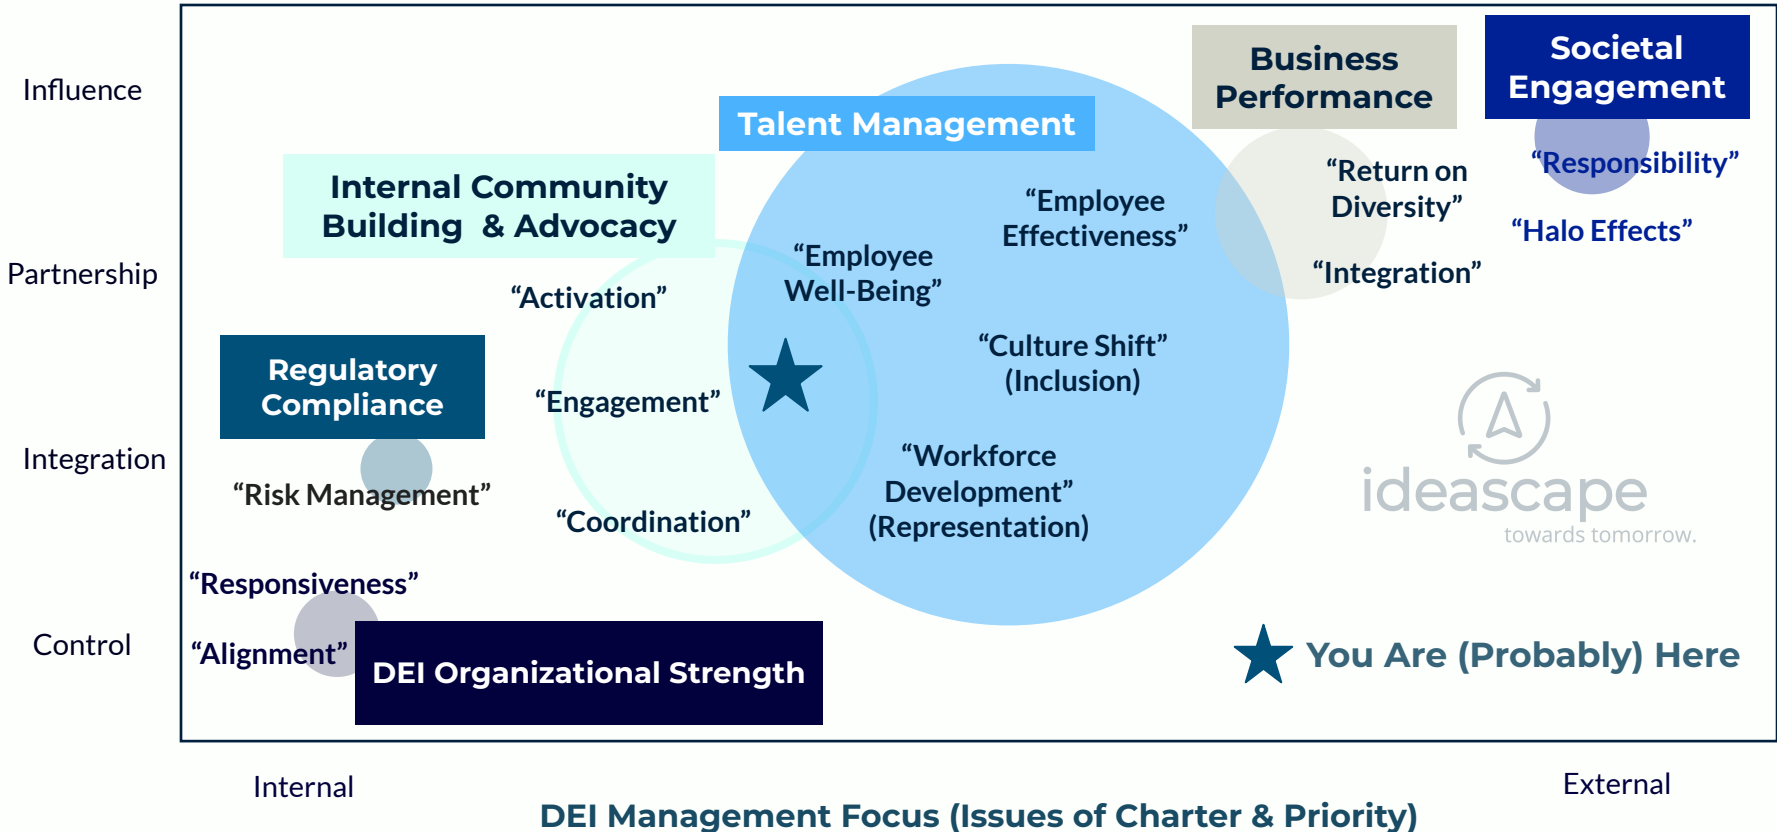 Influence
Partnership
Integration
Control
Societal
Engagement
“Responsibility”
“Halo Effects”
Business
Performance
“Return on
Diversity”
“Integration”
Talent Management
“Employee
Effectiveness”
“Employee
Well-Being”
“Culture Shift”
(Inclusion)
“Workforce
Development”
(Representation)
Internal Community
Building & Advocacy
“Activation”
“Engagement”
“Coordination”
Regulatory
Compliance
“Risk Management”
“Responsiveness”
“Alignment”
DEI Organizational Strength
ideascape
towards tomorrow.
You Are (Probably) Here
Internal
External
DEI Management Focus (Issues of Charter & Priority)